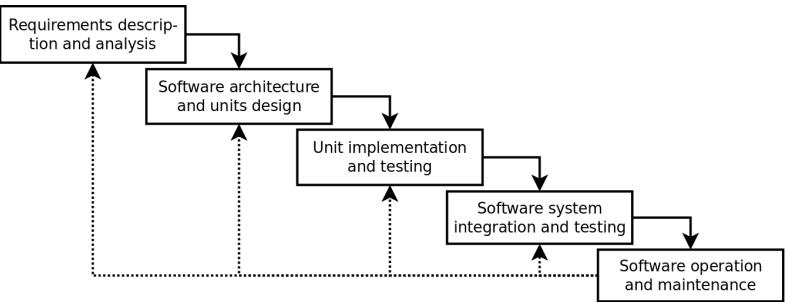 Requirements descrip-
tion and analysis
Software architecture
and units design
Unit implementation
and testing
Software system
integration and testing
Software operation
and maintenance